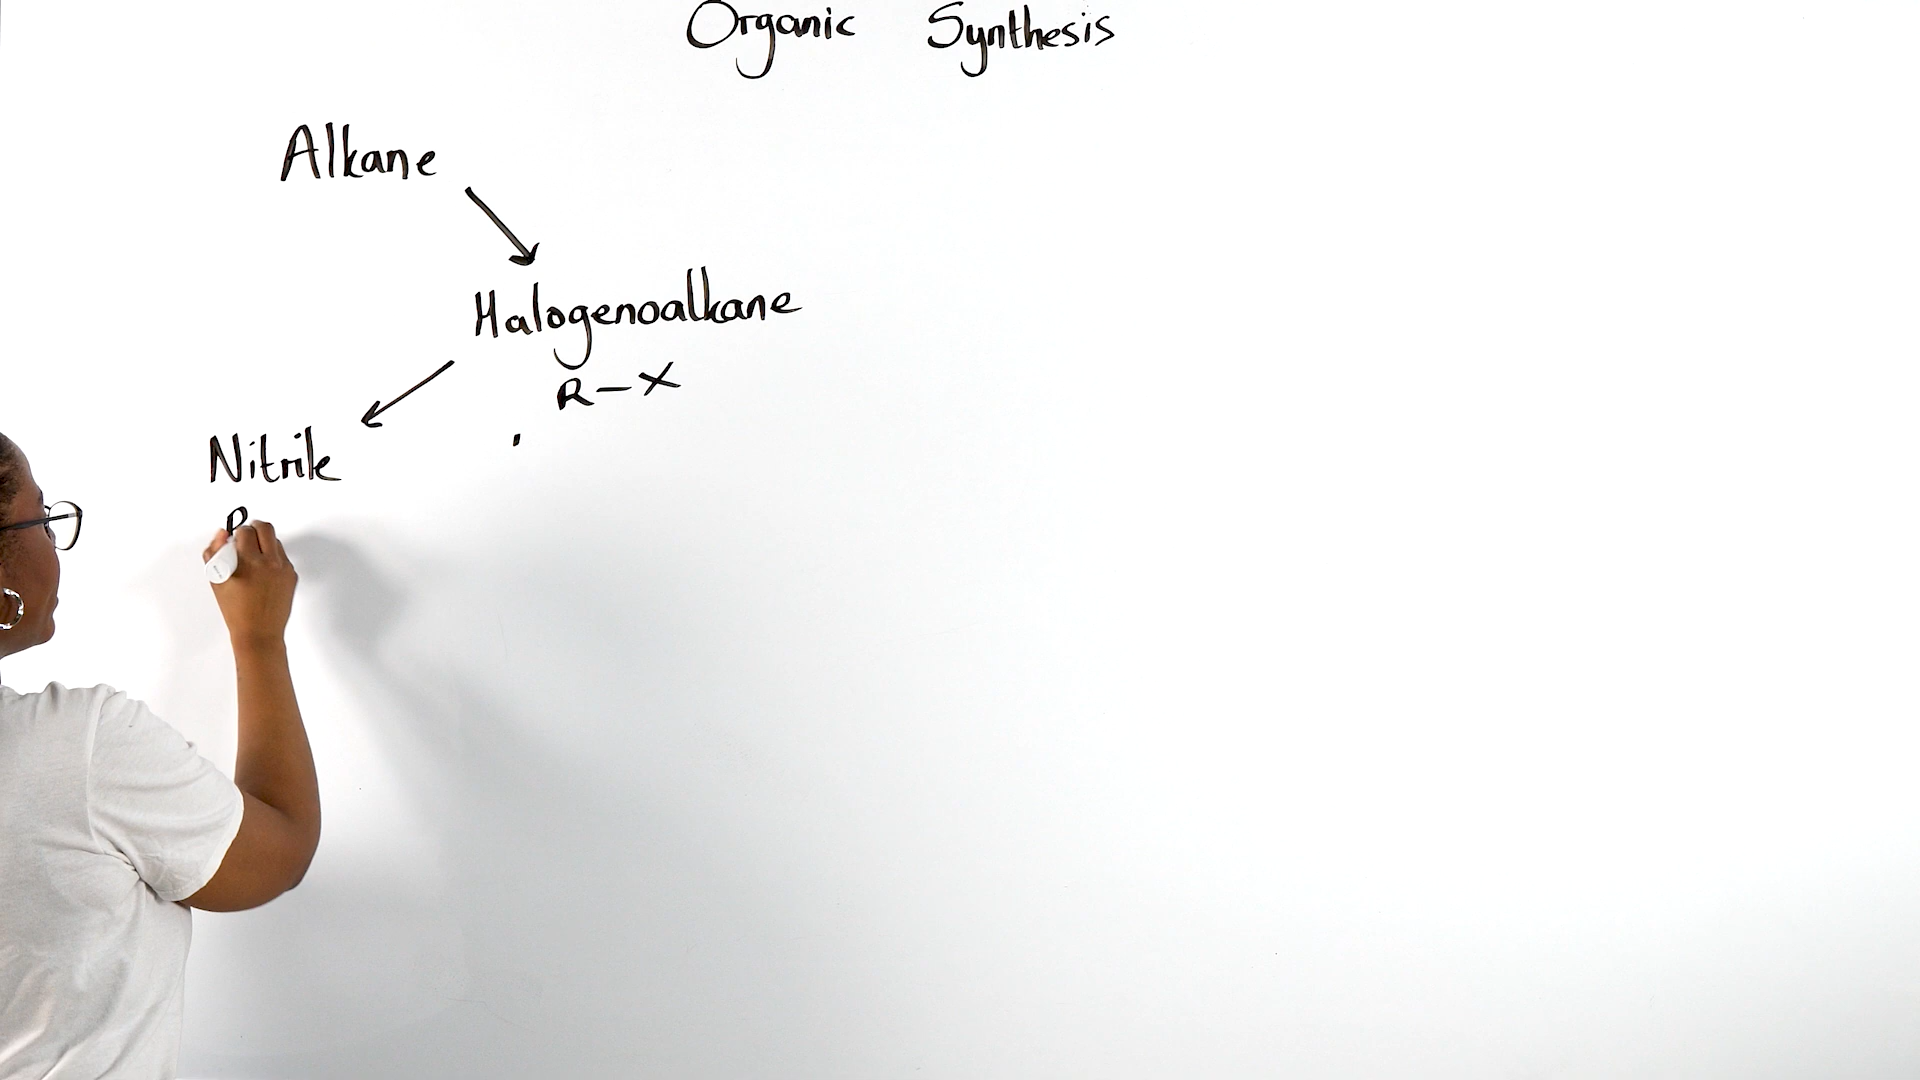 Organic Synthesis
Alkane
Halogenoalkane
R-X
Nitrile
R